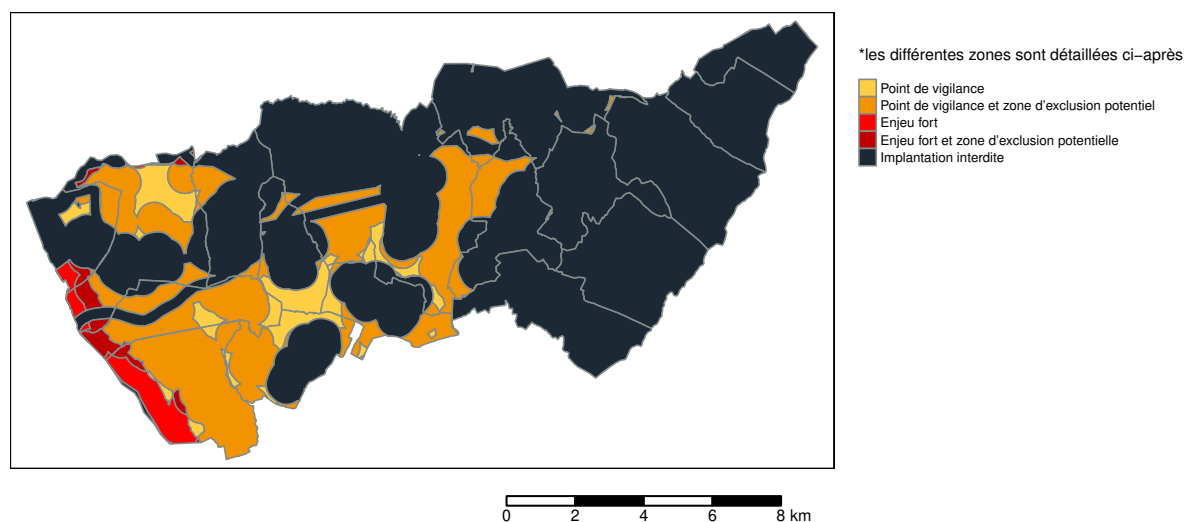 *les différentes zones sont détaillées ci−après
Point de vigilance
Point de vigilance et zone d'exclusion potentiel
Enjeu fort
Enjeu fort et zone d'exclusion potentielle
Implantation interdite
0 2 4 6 8 km